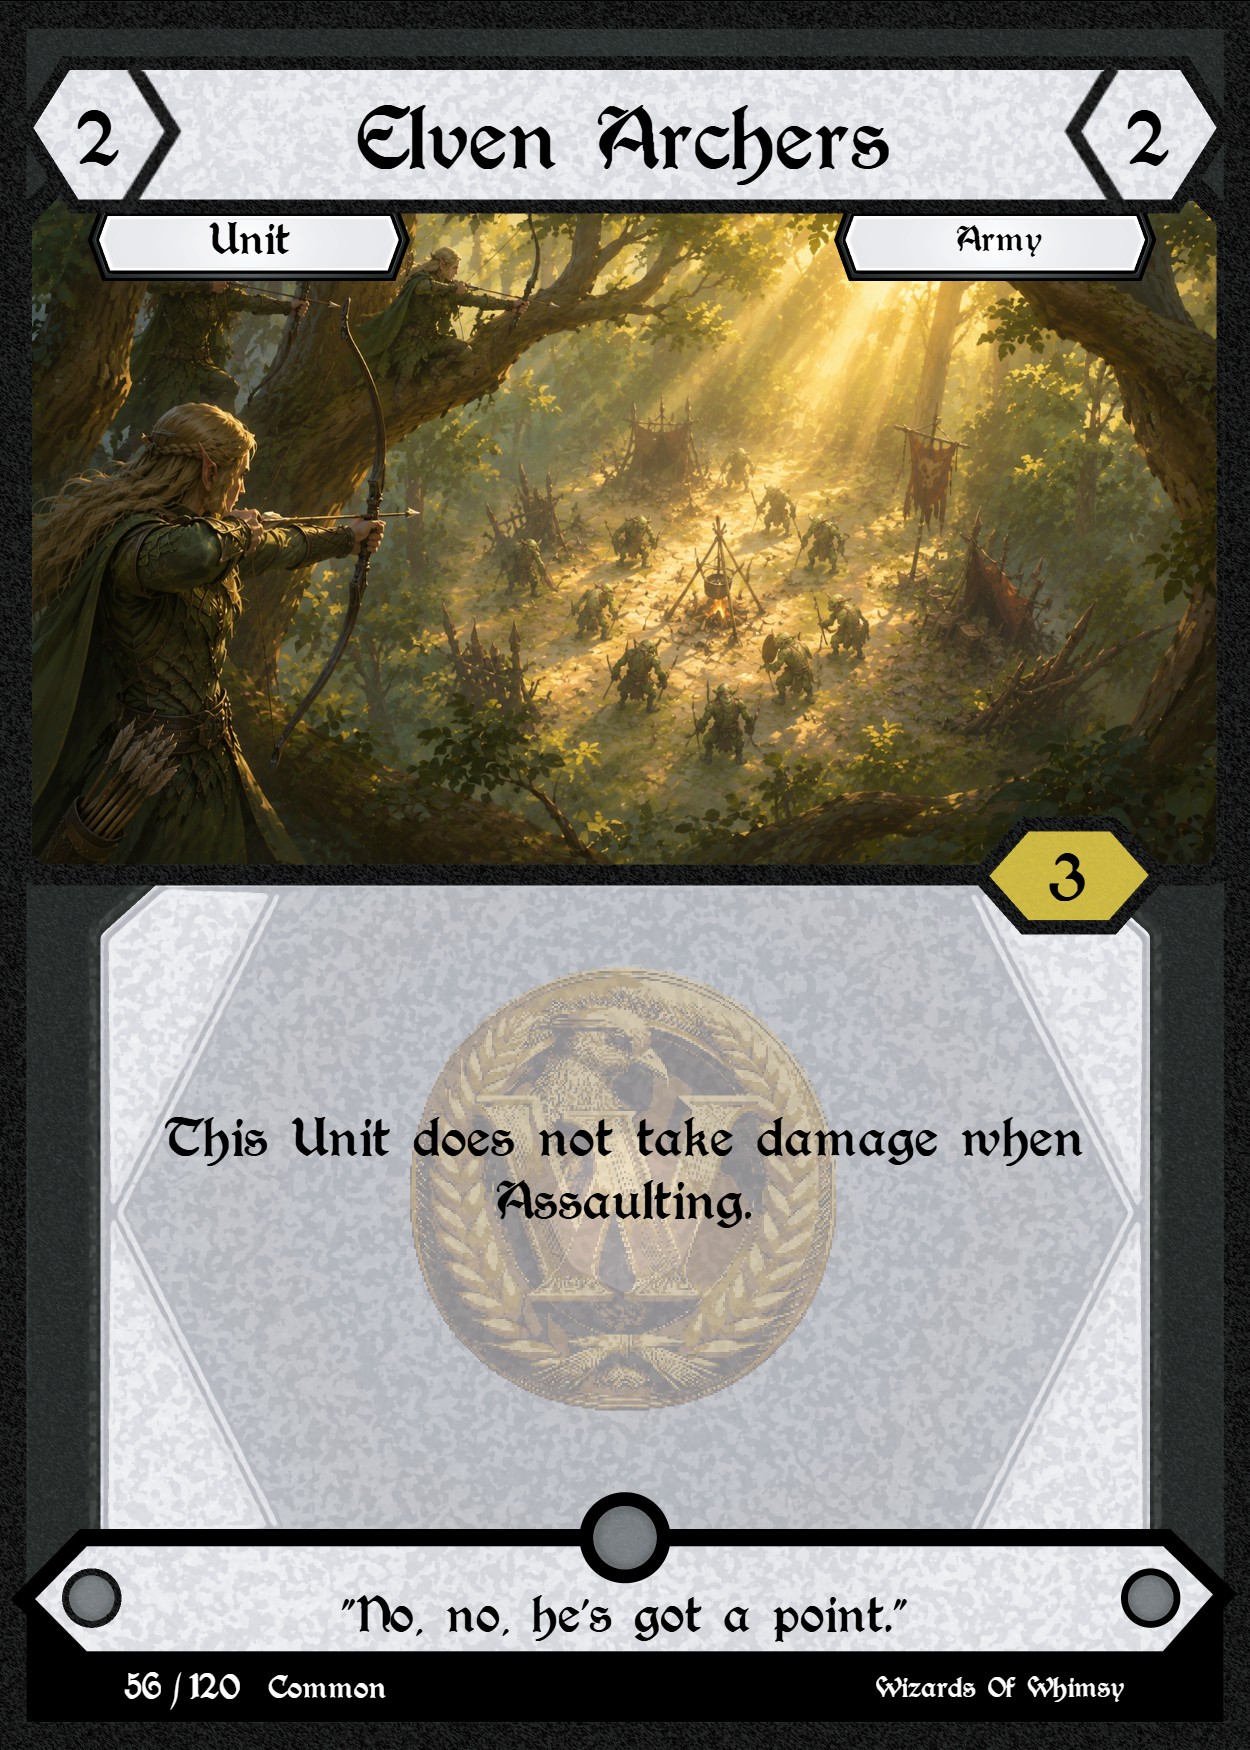 2 Elven Archers 2
Unit Army
3
This Unit does not take damage when
Assaulting.
W
"No, no, he's got a point."
56 / 120 Common Wizards Of Whimsy